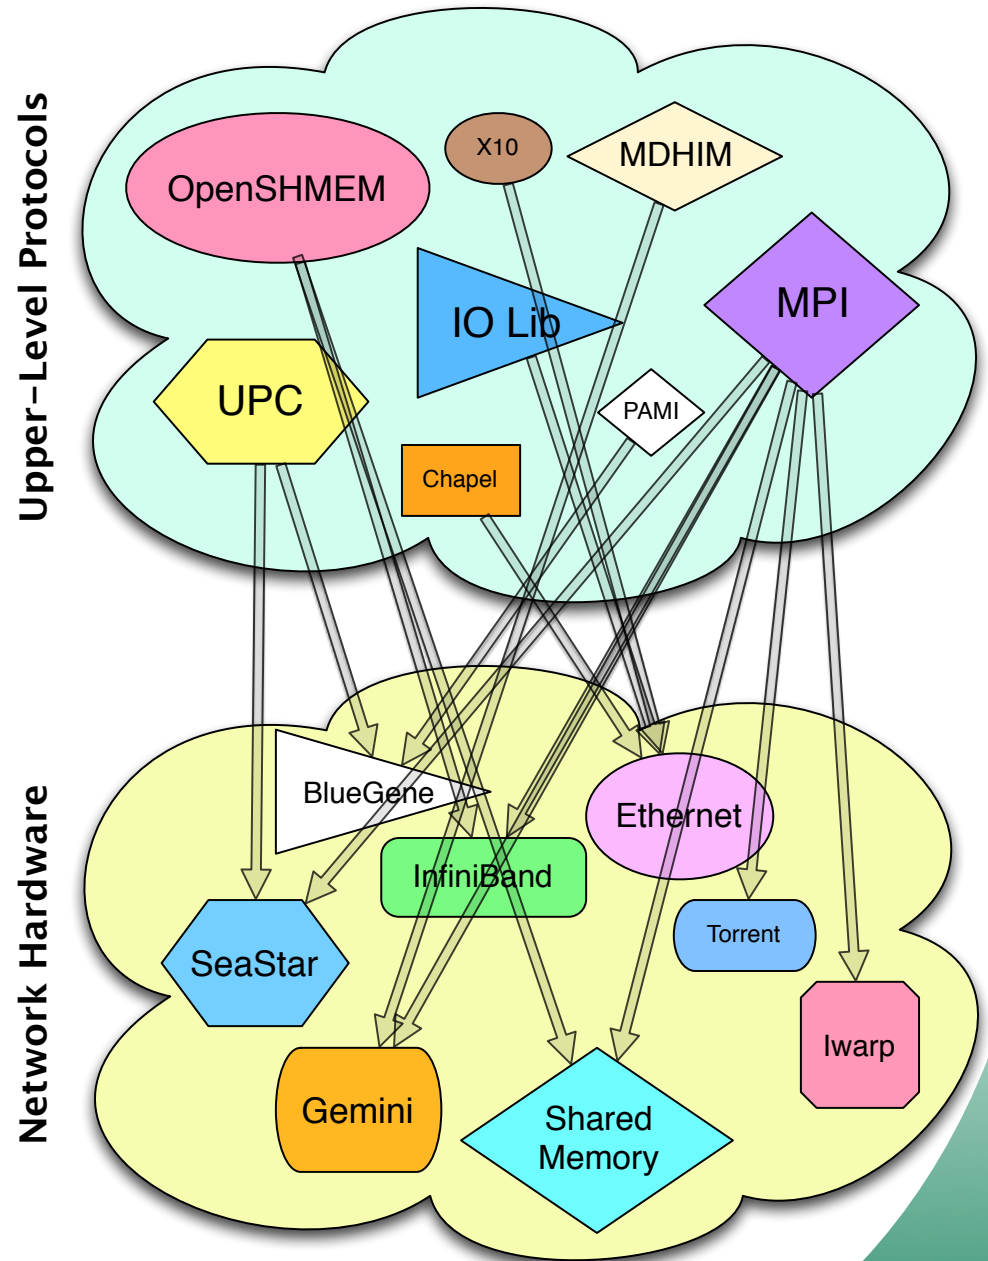 Upper-Level Protocols
OpenSHMEM
X10
MDHIM
IO Lib
MPI
UPC
PAMI
Chapel
Network Hardware
BlueGene
Ethernet
InfiniBand
SeaStar
Torrent
Iwarp
Gemini
Shared
Memory